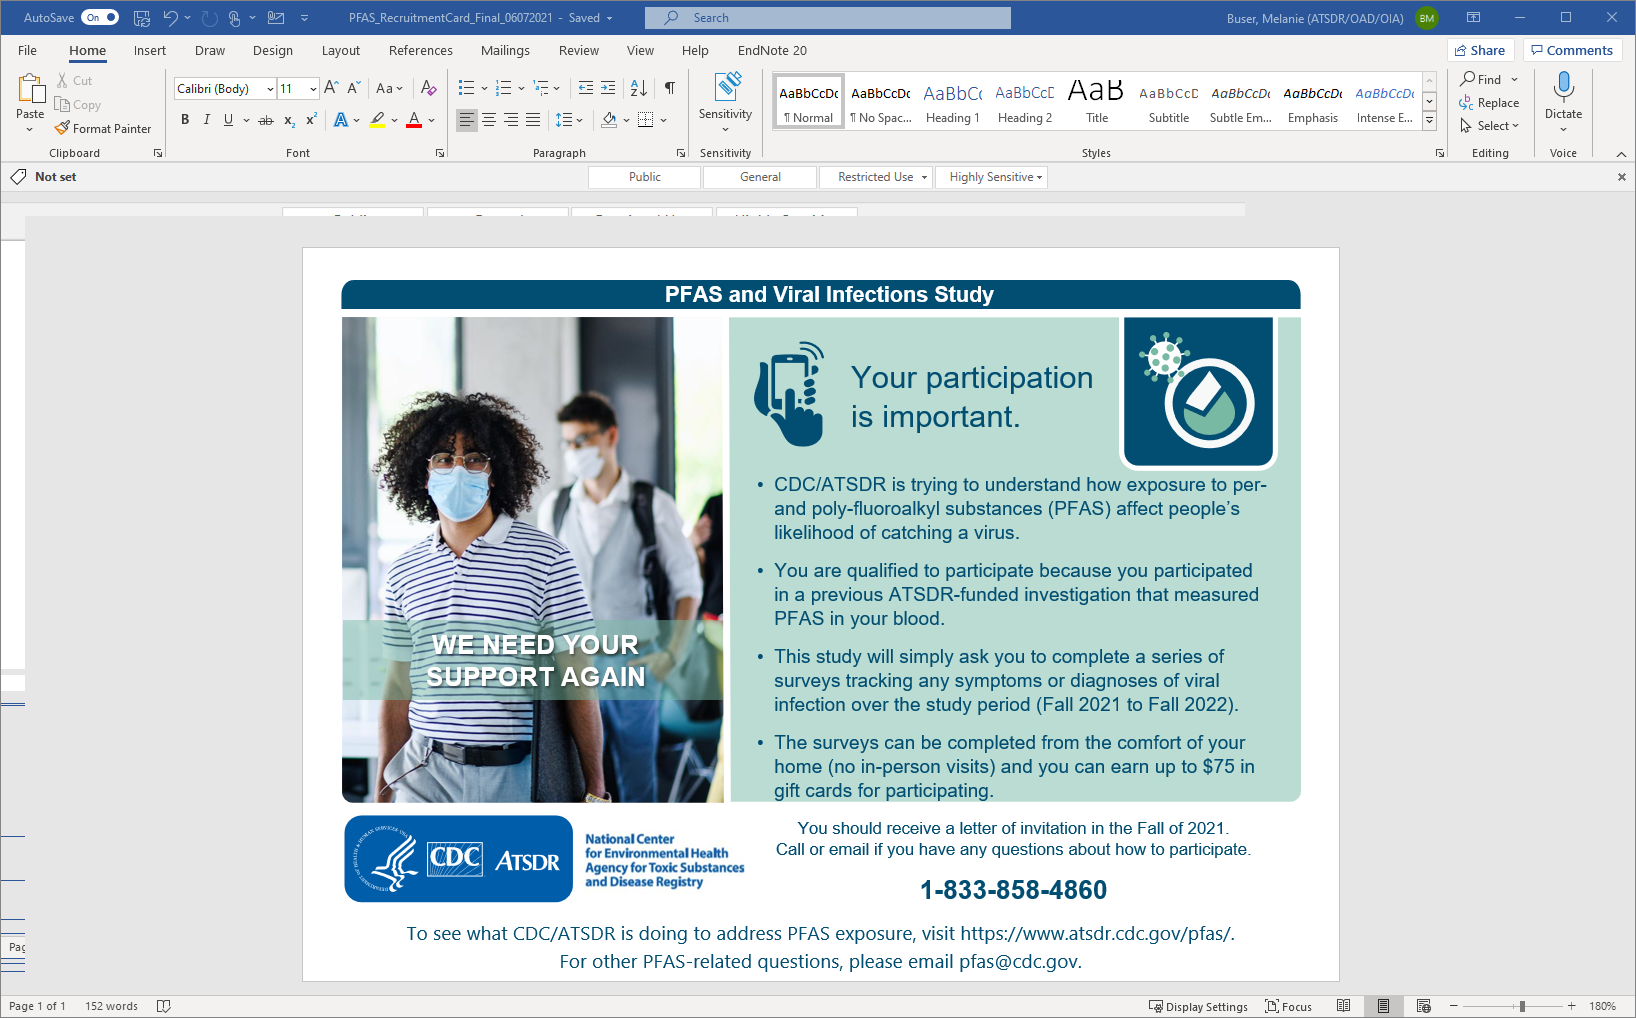 AutoSave On PFAS_RecruitmentCard_Final_06072021 - Saved Search Buser, Melanie (ATSDR/OAD/OIA) BM
File Home Insert Draw Design Layout References Mailings Review View Help EndNote 20 Share Comments
Paste
Cut
Copy
Format Painter
Clipboard
Calibri (Body) 11 Aa
B I U ab x₂ x² A A
Font
Paragraph
Sensitivity
Sensitivity
AaBbCcDc AaBbCcDc AaBbCc AaBbCcD AaB AaBbCcD AaBbCcDc AaBbCcDc AaBbCcDc
¶ Normal ¶ No Spac... Heading 1 Heading 2 Title Subtitle Subtle Em... Emphasis Intense E...
Styles
Find
Replace
Select
Editing
Dictate
Voice
Not set Public General Restricted Use Highly Sensitive
PFAS and Viral Infections Study
WE NEED YOUR
SUPPORT AGAIN
Your participation
is important.
• CDC/ATSDR is trying to understand how exposure to per-
and poly-fluoroalkyl substances (PFAS) affect people's
likelihood of catching a virus.
• You are qualified to participate because you participated
in a previous ATSDR-funded investigation that measured
PFAS in your blood.
• This study will simply ask you to complete a series of
surveys tracking any symptoms or diagnoses of viral
infection over the study period (Fall 2021 to Fall 2022).
• The surveys can be completed from the comfort of your
home (no in-person visits) and you can earn up to $75 in
gift cards for participating.
CDC ATSDR
National Center
for Environmental Health
Agency for Toxic Substances
and Disease Registry
You should receive a letter of invitation in the Fall of 2021.
Call or email if you have any questions about how to participate.
1-833-858-4860
To see what CDC/ATSDR is doing to address PFAS exposure, visit https://www.atsdr.cdc.gov/pfas/.
For other PFAS-related questions, please email pfas@cdc.gov.
Page 1 of 1 152 words Display Settings Focus 180%